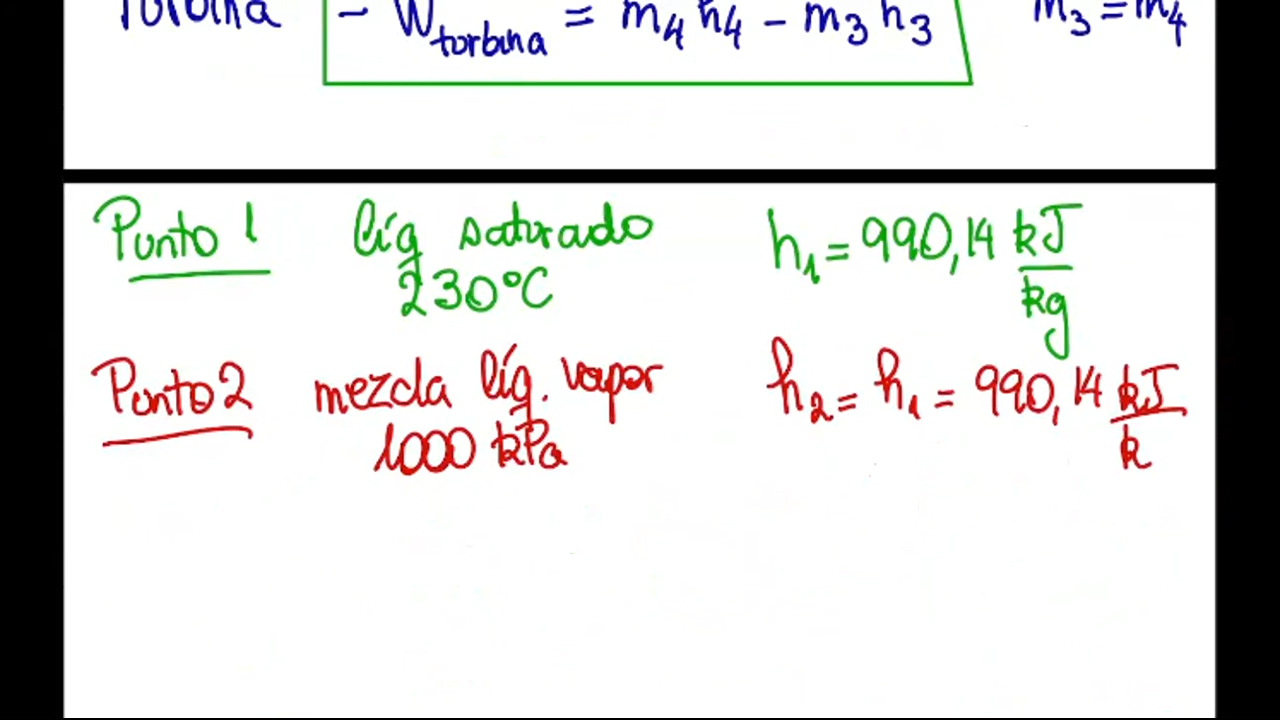 Turbina - W turbina = m4 h4 - m3 h3 m3 = m4
Punto 1 líq saturado 230°C h1 = 990,14 kJ/kg
Punto 2 mezcla líq. vapor 1000 kPa h2 = h1 = 990,14 kJ/k